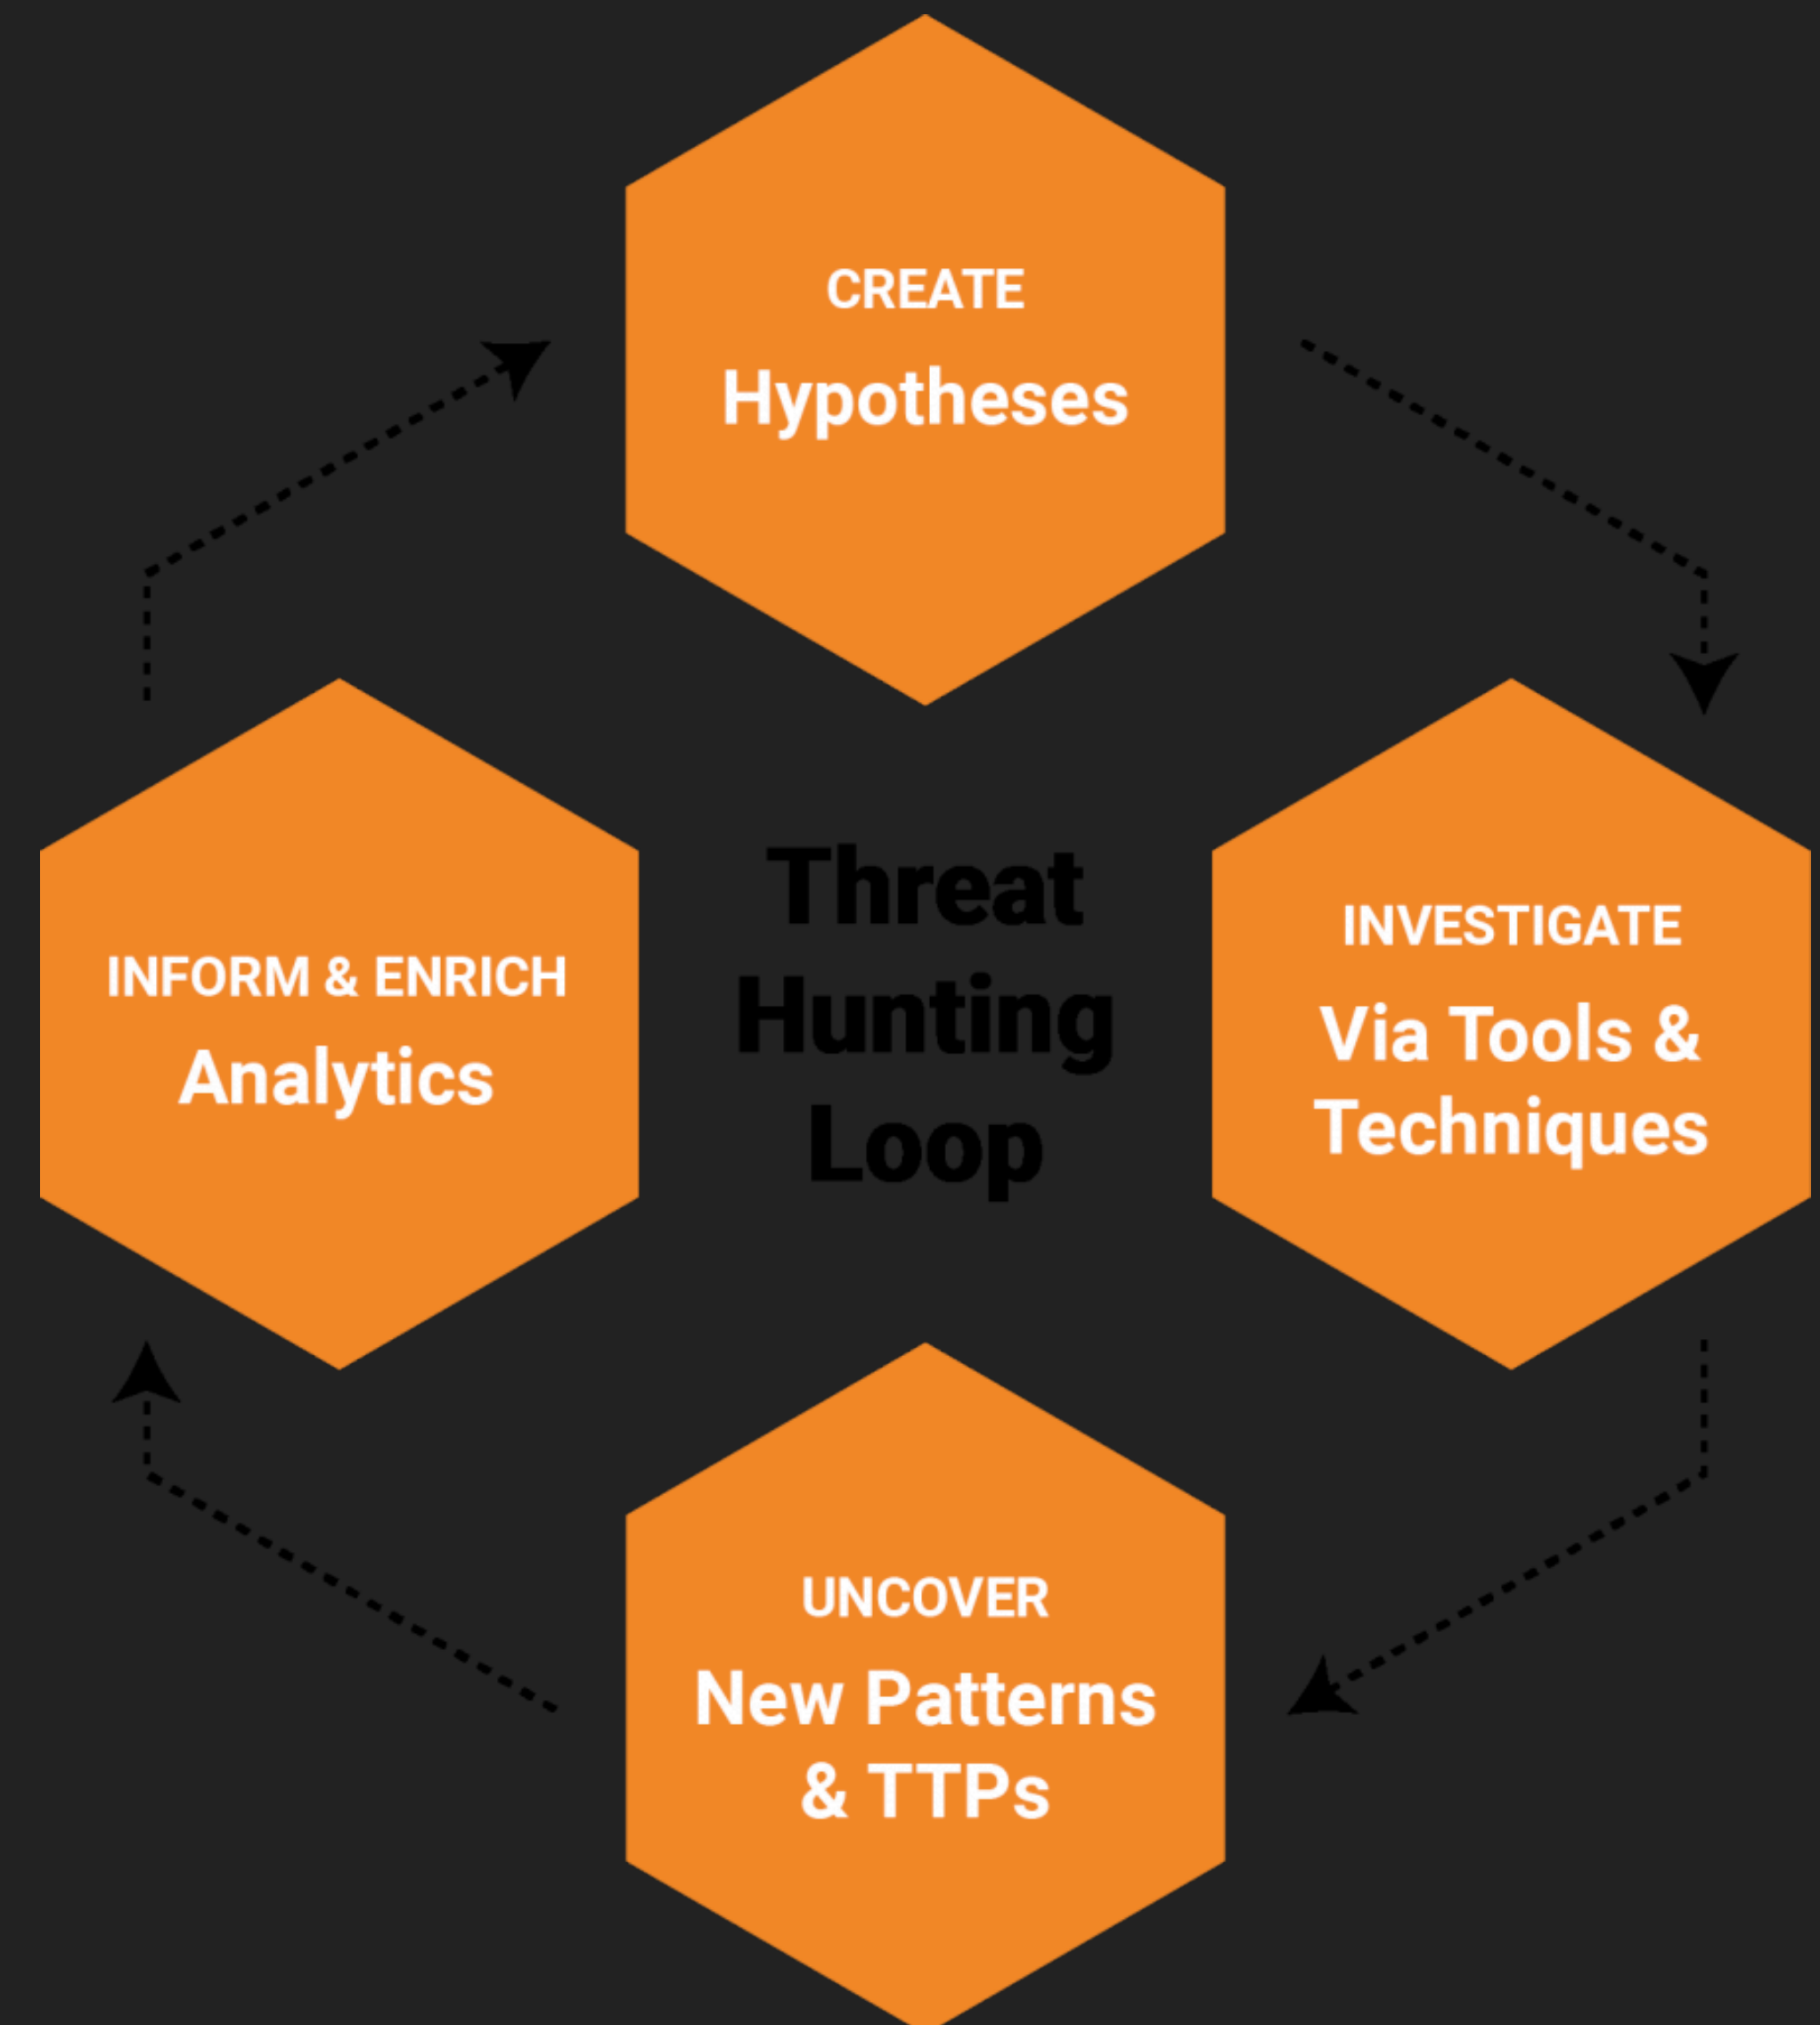 CREATE
Hypotheses
Threat
Hunting
Loop
INFORM & ENRICH
Analytics
INVESTIGATE
Via Tools &
Techniques
UNCOVER
New Patterns
& TTPs